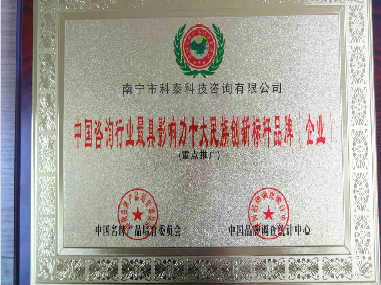 南宁市科泰科技咨询有限公司
中国咨询行业最具影响力十大民族创新标杆品牌「企业」
(重点推广)
中国名牌产品培育委员会
中国品牌调查统计中心